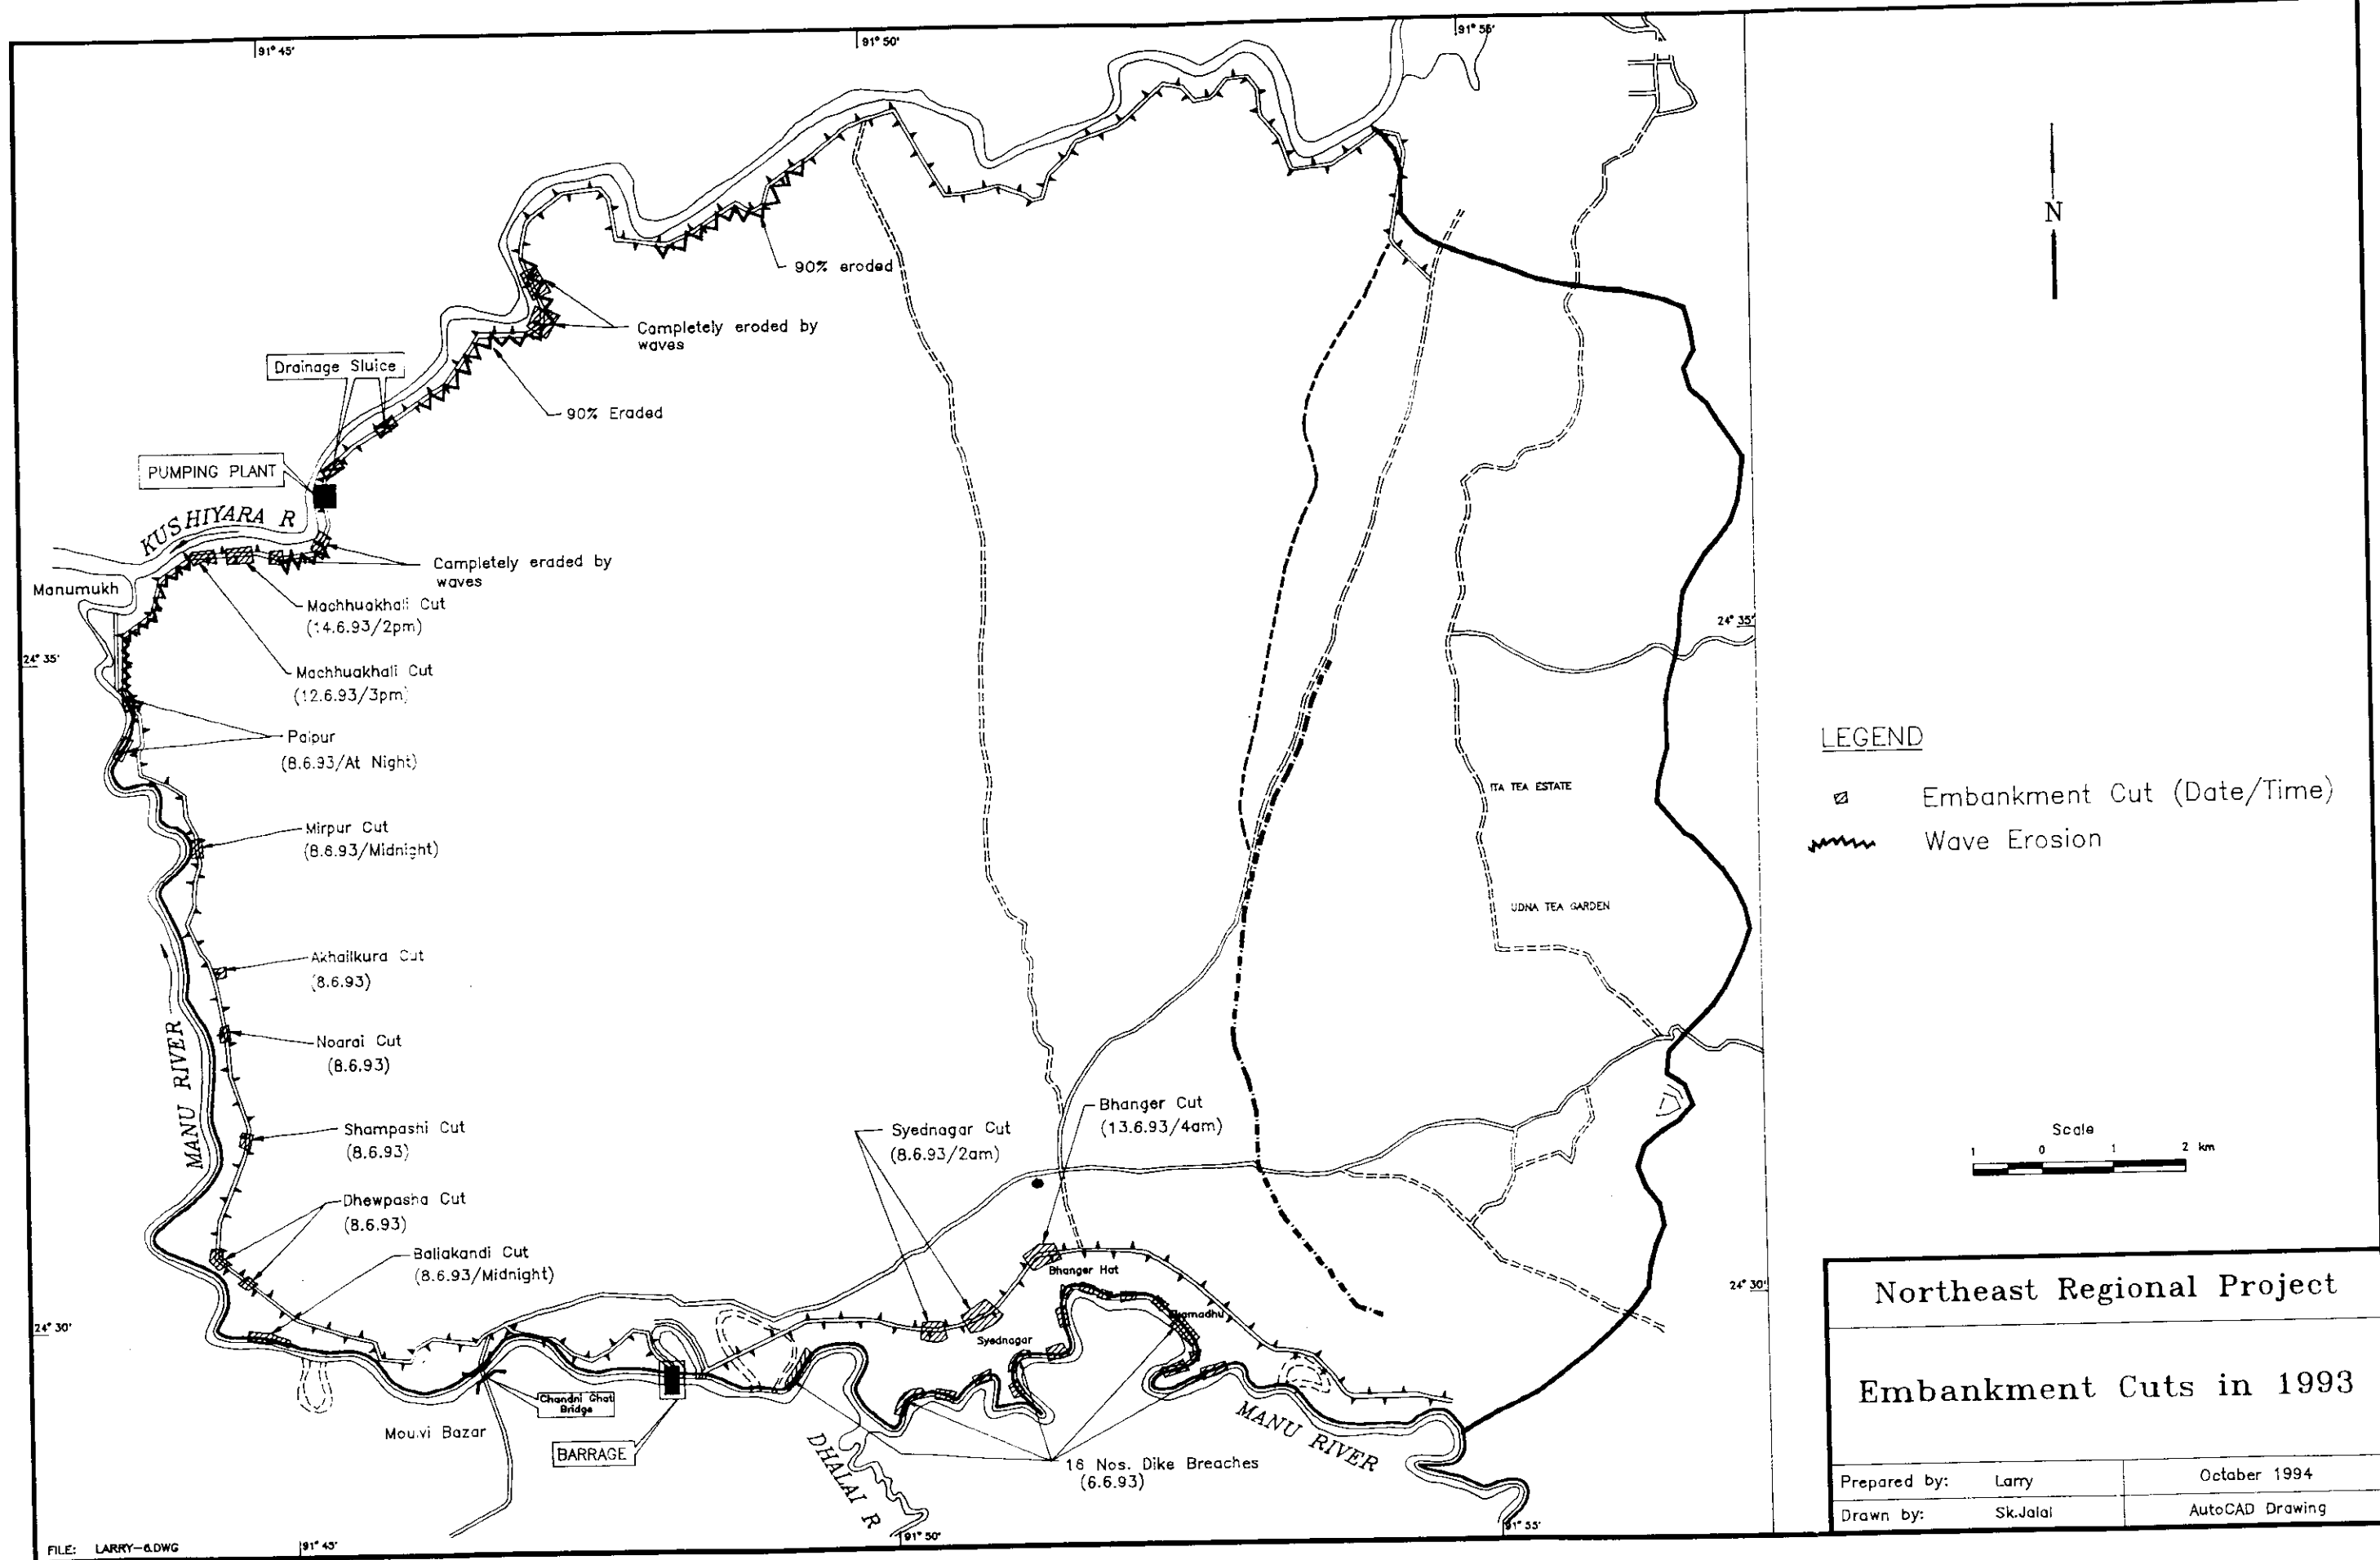 91° 45'
91° 50'
91° 55'
N
90% eroded
Completely eroded by
waves
Drainage Sluice
90% Eroded
PUMPING PLANT
KUSHIYARA R
Completely eraded by
waves
Manumukh
Machhuakhali Cut
(14.6.93/2pm)
24° 35'
24° 35'
Machhuakhali Cut
(12.6.93/3pm)
Palpur
(8.6.93/At Night)
LEGEND
Embankment Cut (Date/Time)
Wave Erosion
ITA TEA ESTATE
Mirpur Cut
(8.6.93/Midnight)
UDNA TEA GARDEN
Akhailkura Cut
(8.6.93)
MANU RIVER
Noarai Cut
(8.6.93)
Shampashi Cut
(8.6.93)
Syednagar Cut
(8.6.93/2am)
Bhanger Cut
(13.6.93/4am)
Scale
1 0 1 2 km
Dhewpasha Cut
(8.6.93)
Baliakandi Cut
(8.6.93/Midnight)
Bhanger Hat
24° 30'
24° 30'
Syednagar
Chandni Ghat
Bridge
Moulvi Bazar
BARRAGE
DHALAI R
MANU RIVER
16 Nos. Dike Breaches
(6.6.93)
Northeast Regional Project
Embankment Cuts in 1993
Prepared by: Larry October 1994
Drawn by: Sk.Jalal AutoCAD Drawing
FILE: LARRY-6.DWG
91° 45'
91° 50'
91° 55'